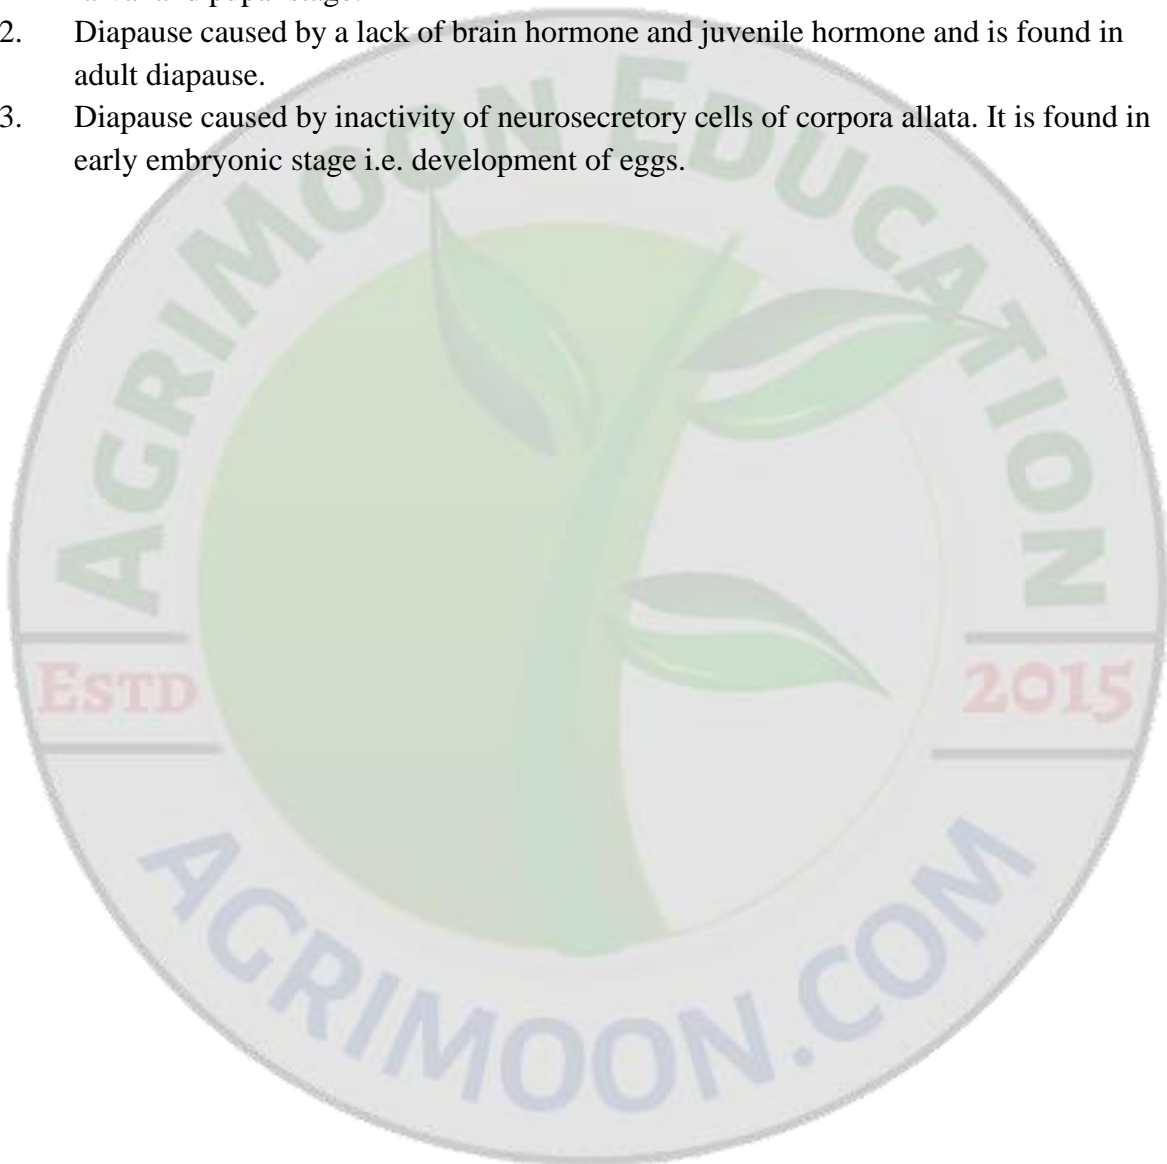 2. Diapause caused by a lack of brain hormone and juvenile hormone and is found in
adult diapause.
3. Diapause caused by inactivity of neurosecretory cells of corpora allata. It is found in
early embryonic stage i.e. development of eggs.
AGRIMOON EDUCATION
ESTD 2015
AGRIMOON.COM